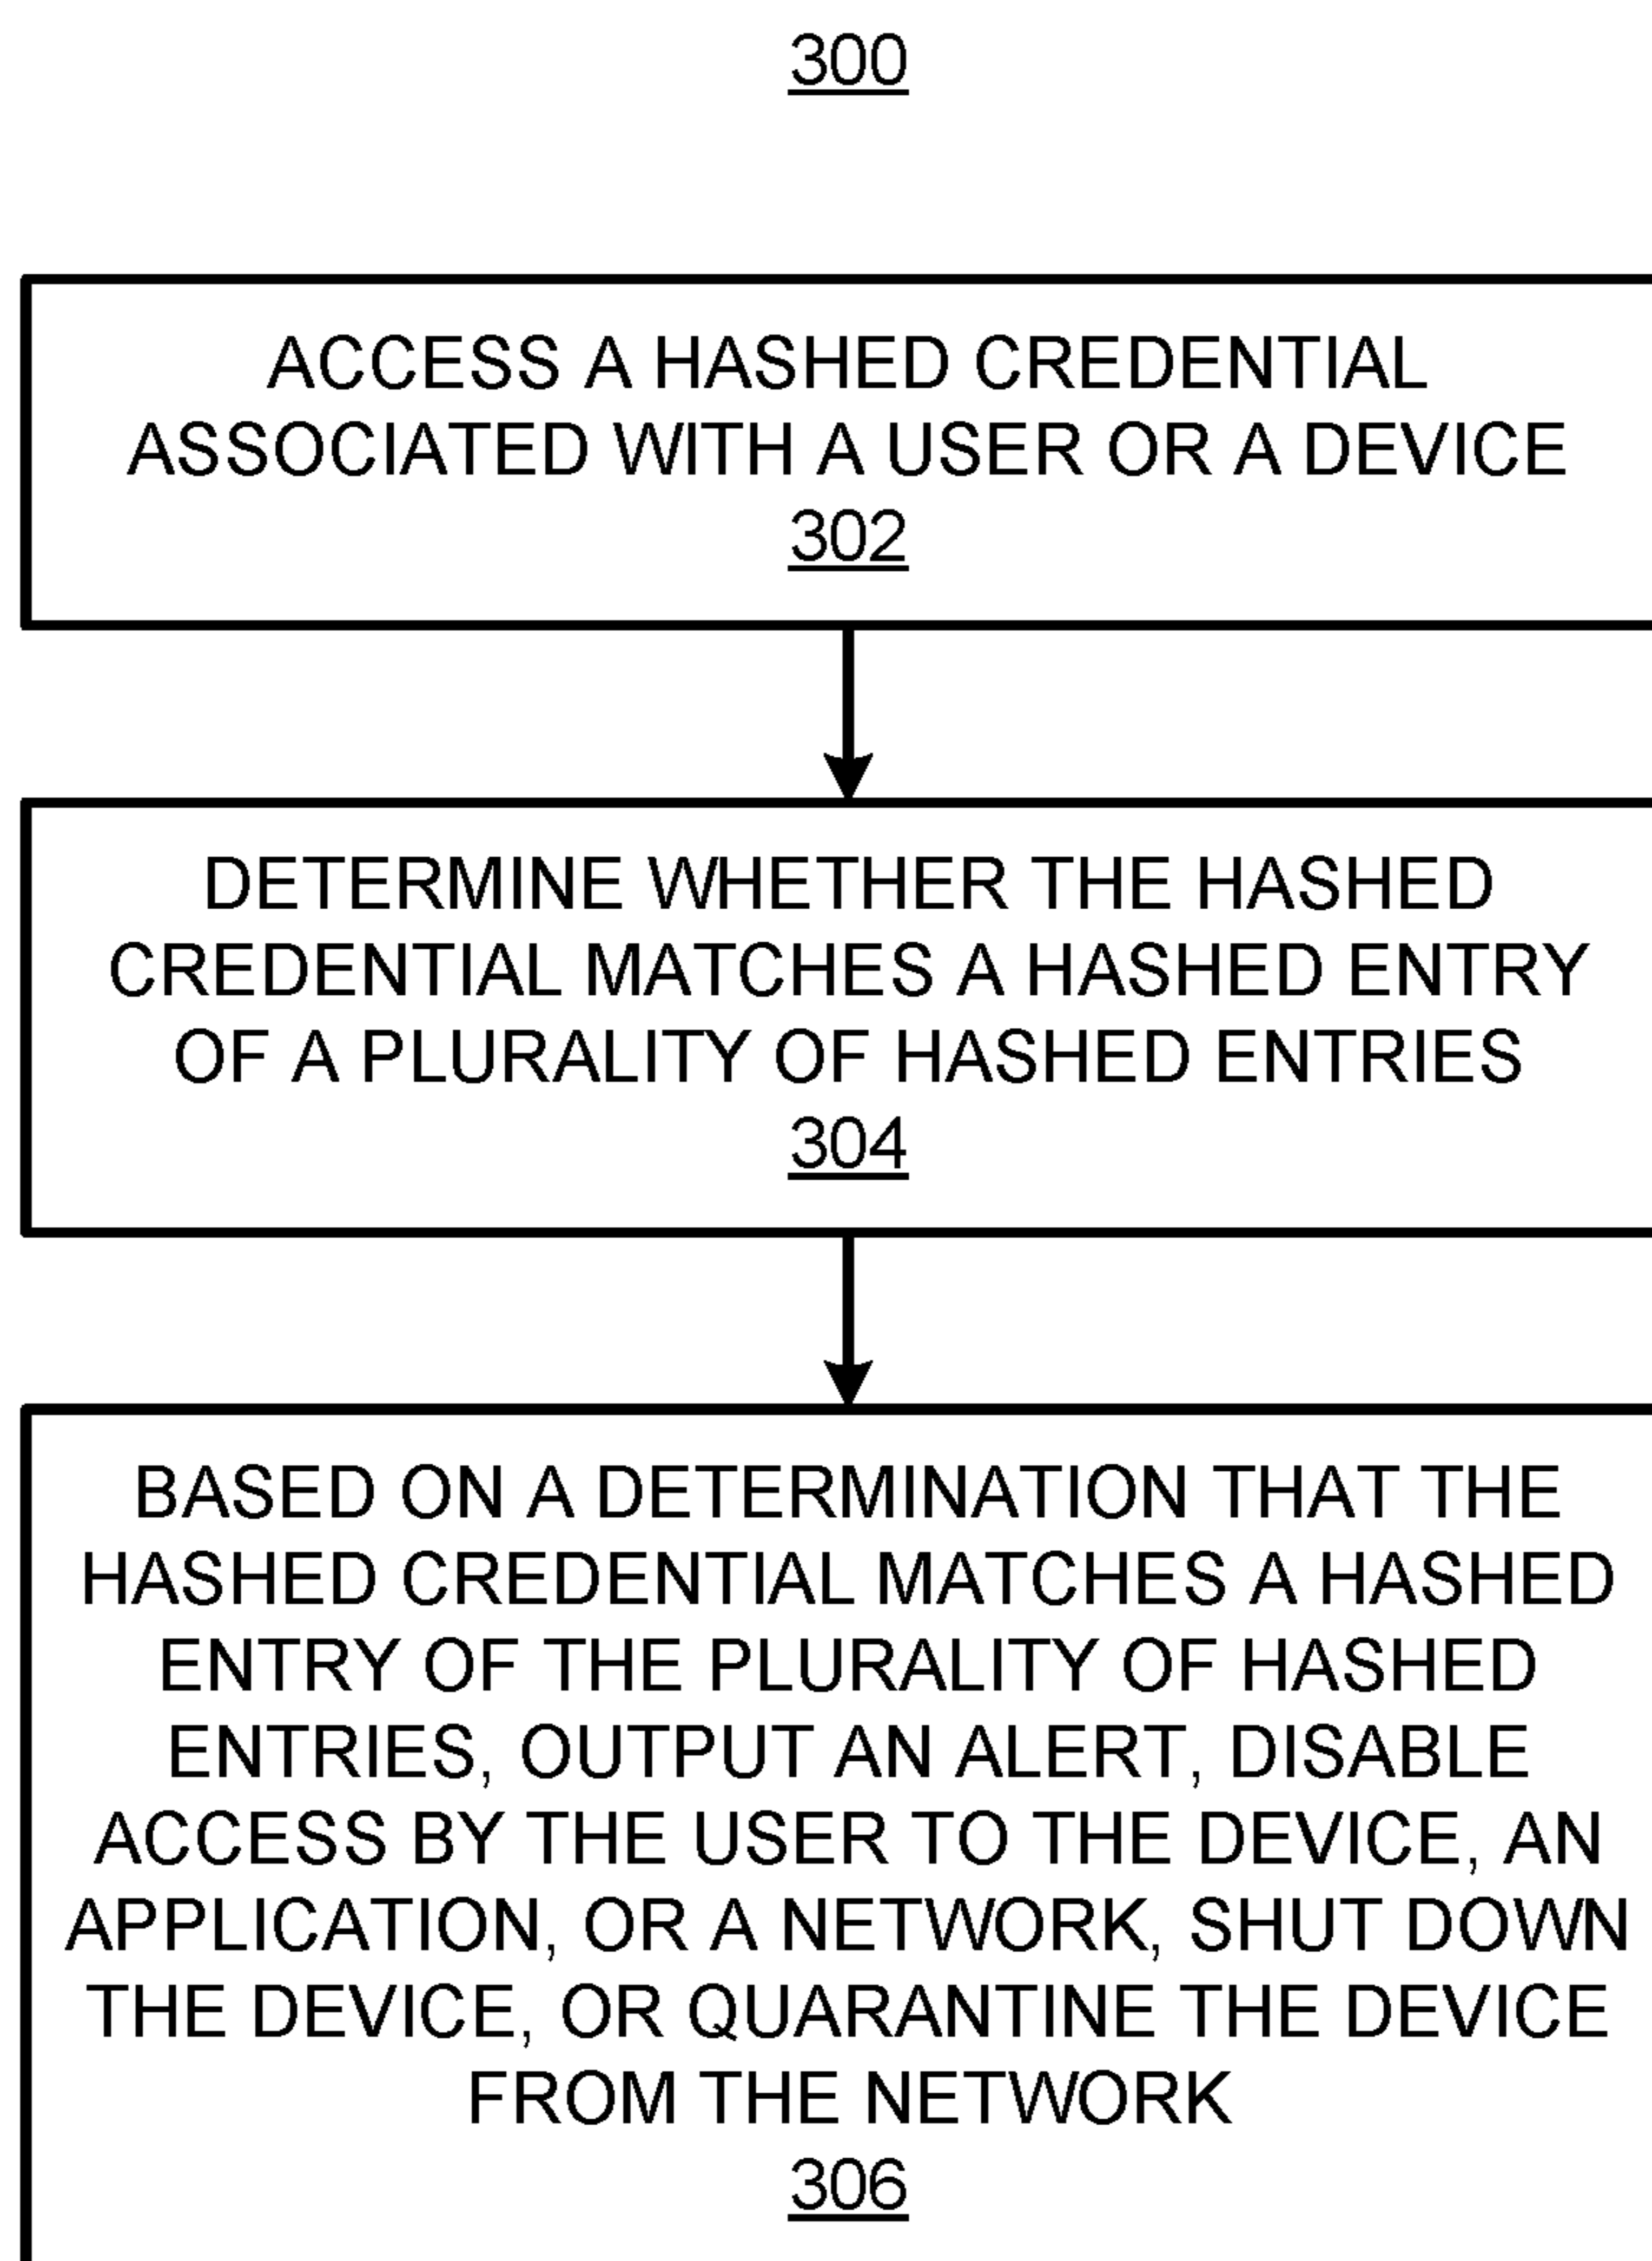 300
ACCESS A HASHED CREDENTIAL
ASSOCIATED WITH A USER OR A DEVICE
302
DETERMINE WHETHER THE HASHED
CREDENTIAL MATCHES A HASHED ENTRY
OF A PLURALITY OF HASHED ENTRIES
304
BASED ON A DETERMINATION THAT THE
HASHED CREDENTIAL MATCHES A HASHED
ENTRY OF THE PLURALITY OF HASHED
ENTRIES, OUTPUT AN ALERT, DISABLE
ACCESS BY THE USER TO THE DEVICE, AN
APPLICATION, OR A NETWORK, SHUT DOWN
THE DEVICE, OR QUARANTINE THE DEVICE
FROM THE NETWORK
306